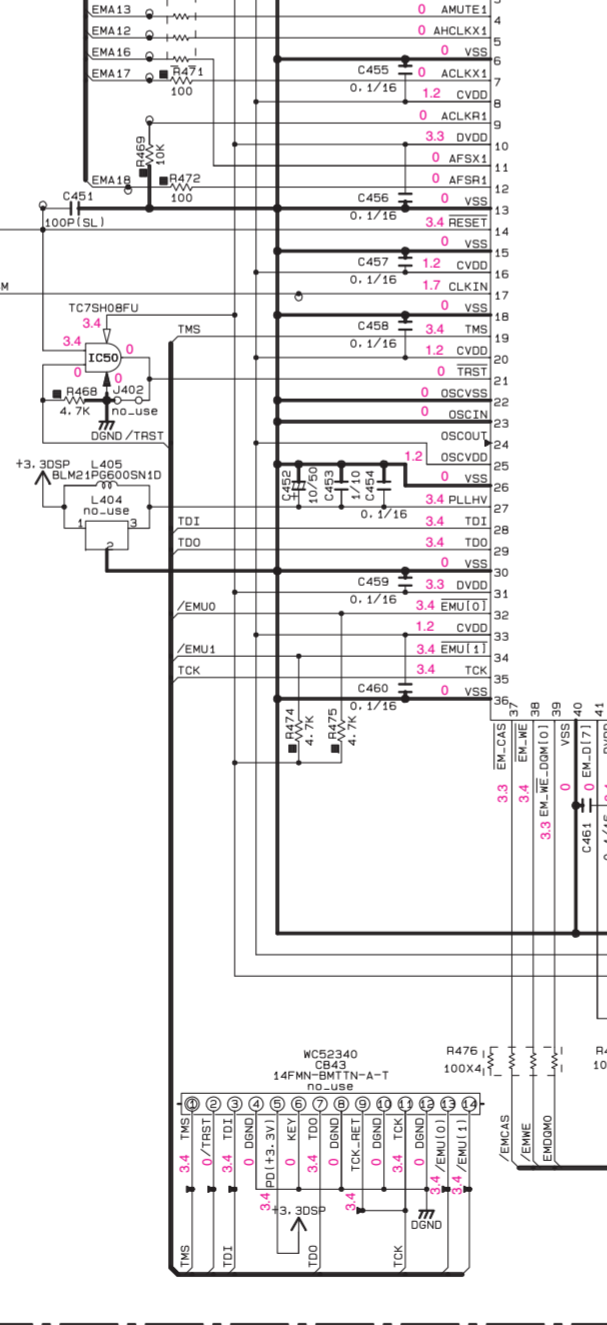 EMA13
0 AMUTE1
4
EMA12
0 AHCLKX1
5
EMA16
0 VSS
6
EMA17
R471
100
C455
0.1/16
0 ACLKX1
7
1.2 CVDD
8
0 ACLKR1
9
R469
10K
3.3 DVDD
10
0 AFSX1
11
EMA18
R472
100
0 AFSR1
12
C451
100P(SL)
C456
0.1/16
0 VSS
13
3.4 RESET
14
0 VSS
15
C457
0.1/16
1.2 CVDD
16
M
1.7 CLKIN
17
0 VSS
18
TC7SH08FU
3.4
3.4
IC50
0
0
0
TMS
C458
0.1/16
3.4 TMS
19
1.2 CVDD
20
0 TRST
21
R468
4.7K
J402
no_use
0 OSCVSS
22
0 OSCIN
23
DGND
/TRST
OSCOUT
24
1.2 OSCVDD
25
+3.3DSP
L405
BLM21PG600SN1D
L404
no_use
1
3
2
C452
10/50
C453
1/10
C454
0.1/16
0 VSS
26
3.4 PLLHV
27
TDI
3.4 TDI
28
TDO
3.4 TDO
29
0 VSS
30
C459
0.1/16
3.3 DVDD
31
/EMU0
3.4 EMU[0]
32
1.2 CVDD
33
/EMU1
3.4 EMU[1]
34
TCK
3.4 TCK
35
C460
0.1/16
0 VSS
36
R474
4.7K
R475
4.7K
37
38
39
40
41
EM_CAS
3.3
EM_WE
3.4
EM_WE_DQM[0]
3.3
VSS
0
EM_D[7]
0
C461
WC52340
CB43
14FMN-BMTTN-A-T
no_use
R476
100X4
1 2 3 4 5 6 7 8 9 10 11 12 13 14
3.4 TMS
0 /TRST
3.4 TDI
0 DGND
3.4 PD(+3.3V)
0 KEY
3.4 TDO
0 DGND
3.4 TCK_RET
0 DGND
3.4 TCK
0 DGND
3.4 /EMU(0)
3.4 /EMU(1)
/EMCAS
/EMWE
EMDQM0
+3.3DSP
DGND
TMS
TDI
TDO
TCK